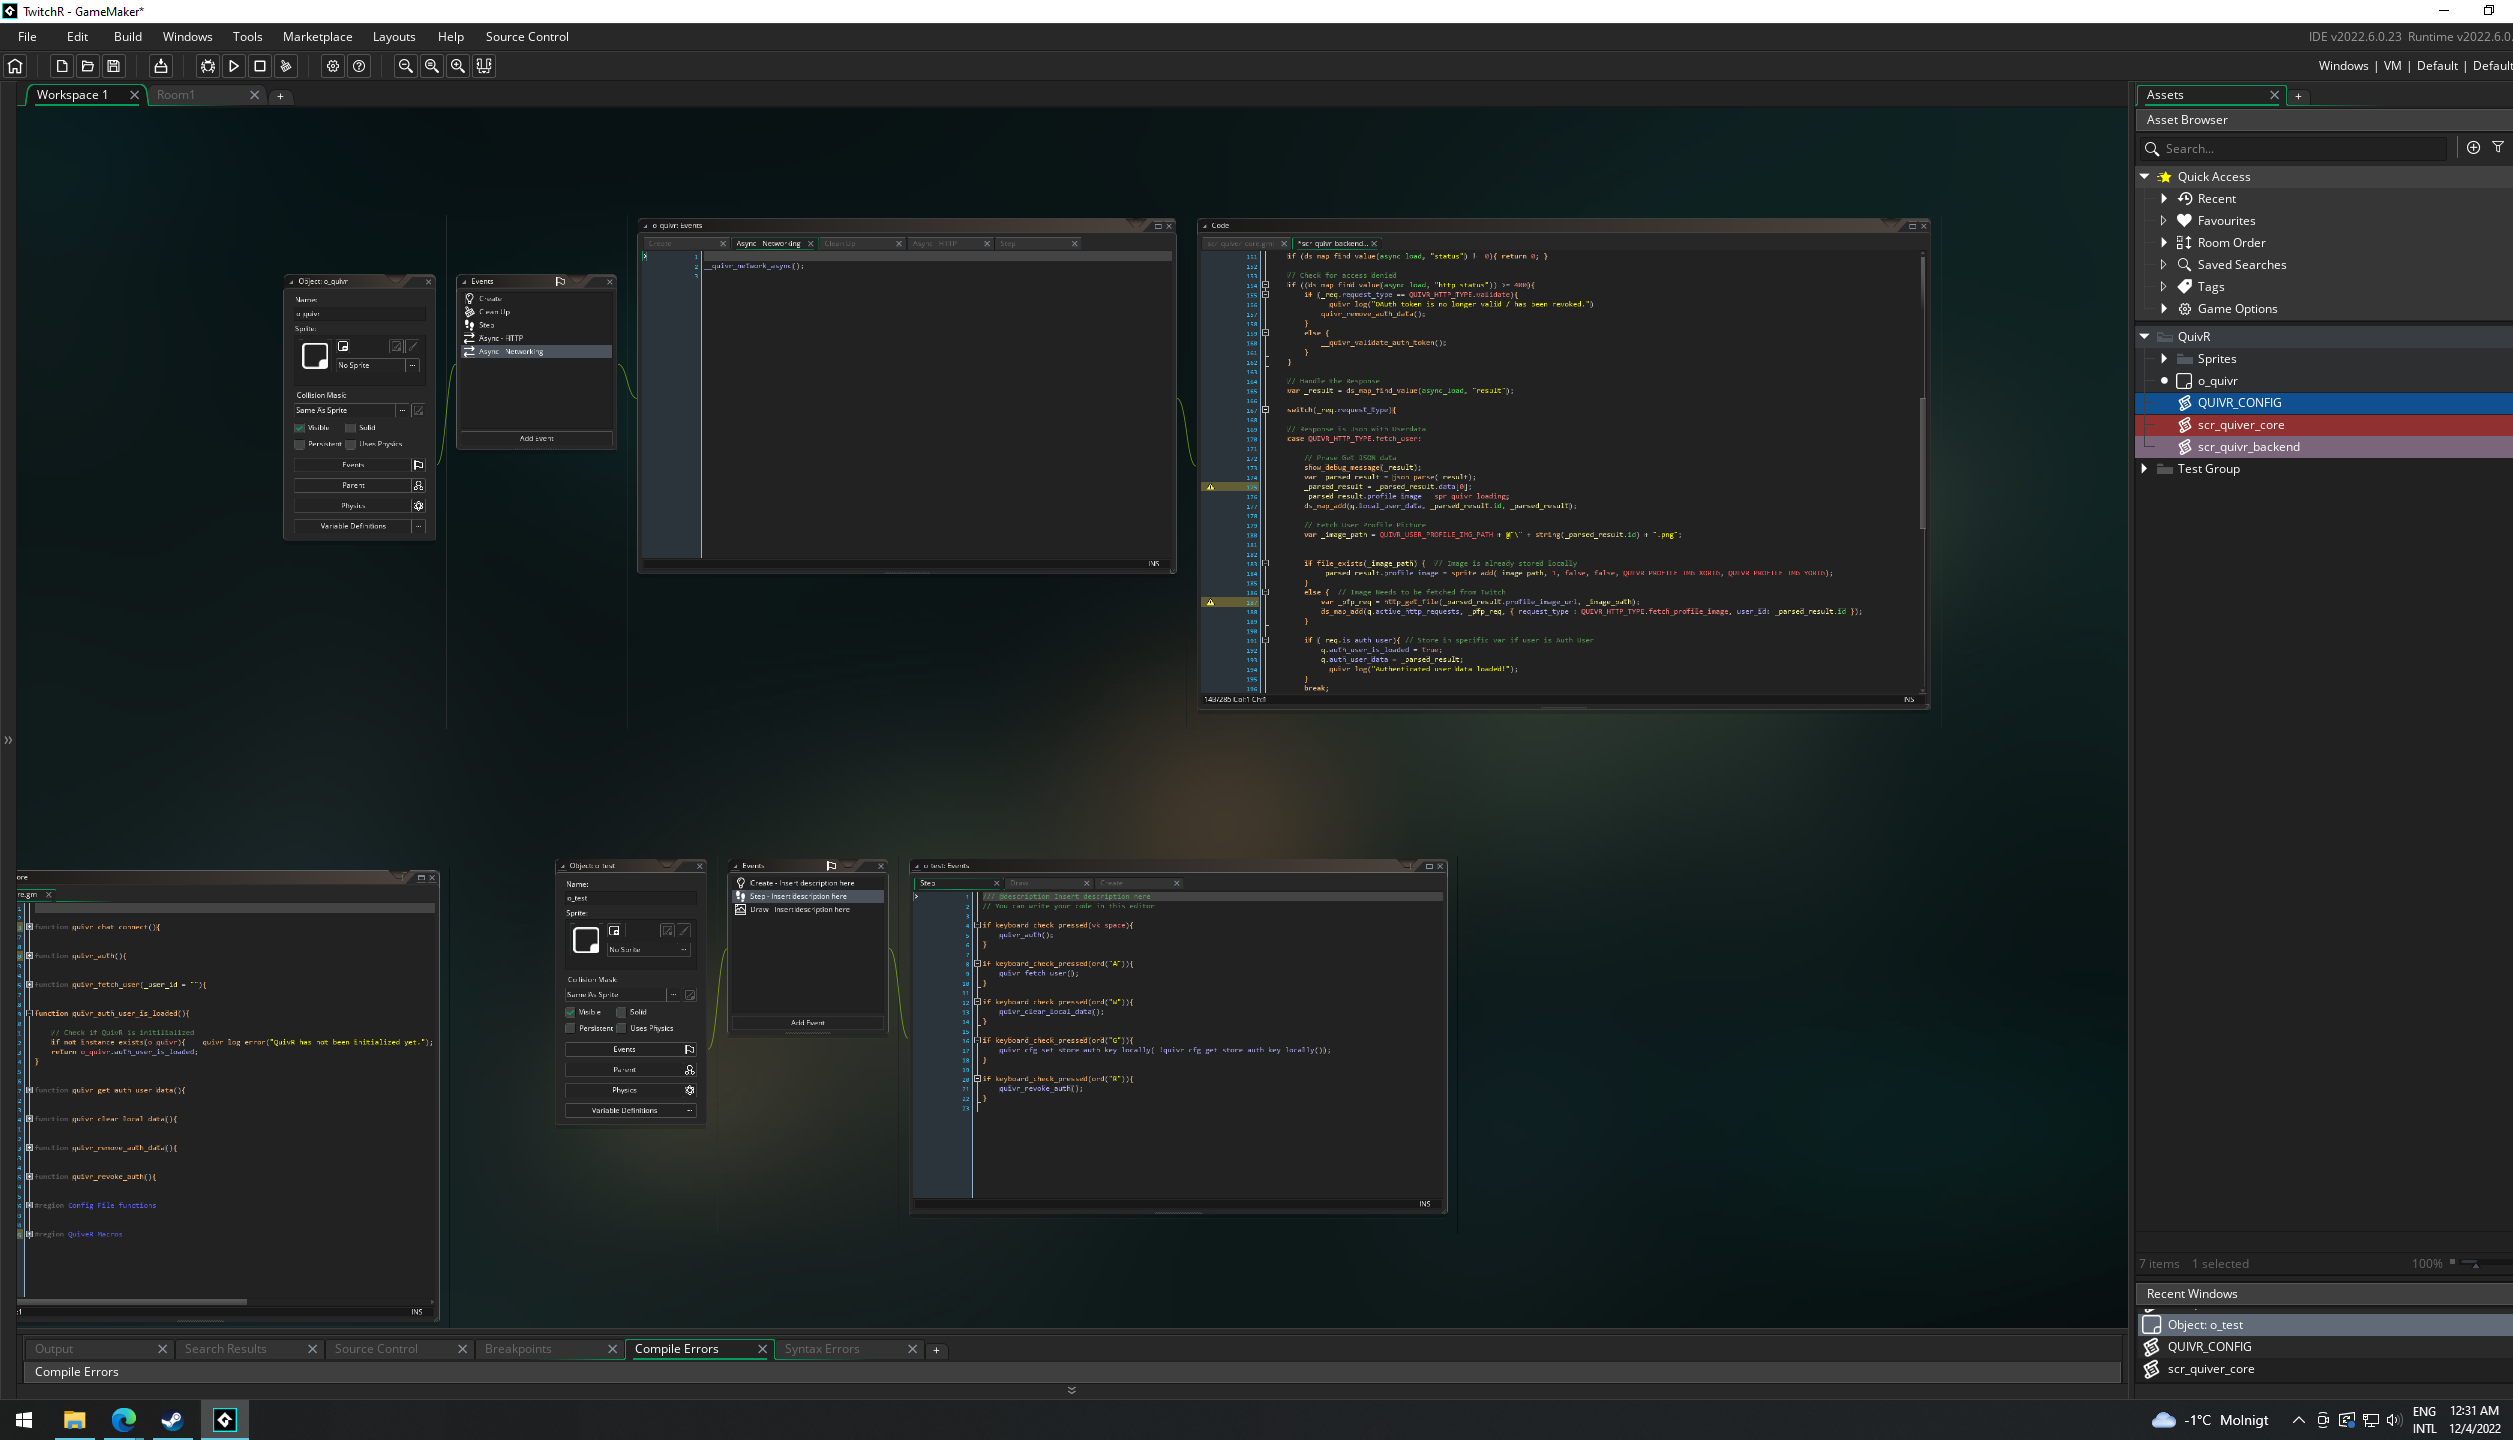 TwitchR - GameMaker*
File Edit Build Windows Tools Marketplace Layouts Help Source Control
IDE v2022.6.0.23 Runtime v2022.6.0.
Windows | VM | Default | Default
Workspace 1
Room1
Object: o_quivr
Name:
o_quivr
Sprite:
No Sprite
Collision Mask:
Same As Sprite
Visible Solid
Persistent Uses Physics
Events
Parent
Physics
Variable Definitions
Events
Create
Clean Up
Step
Async - HTTP
Async - Networking
Add Event
o_quivr: Events
Create Async - Networking Clean Up Async - HTTP Step
__quivr_network_async();
INS
Code
scr_quiver_core.gml *scr_quivr_backend...
if (ds_map_find_value(async_load, "status") != 0){ return 0; }
// Check for access denied
if ((ds_map_find_value(async_load, "http_status")) >= 400){
if (_req.request_type == QUIVR_HTTP_TYPE.validate){
quivr_log("OAuth token is no longer valid / has been revoked.")
quivr_remove_auth_data();
}
else {
__quivr_validate_auth_token();
}
}
// Handle the Response
var _result = ds_map_find_value(async_load, "result");
switch(_req.request_type){
// Response is Json with Userdata
case QUIVR_HTTP_TYPE.fetch_user:
// Prase Get JSON data
show_debug_message(_result);
var _parsed_result = json_parse(_result);
_parsed_result = _parsed_result.data[0];
_parsed_result.profile_image = spr_quivr_loading;
ds_map_add(q.local_user_data, _parsed_result.id, _parsed_result);
// Fetch User Profile Picture
var _image_path = QUIVR_USER_PROFILE_IMG_PATH + @"\" + string(_parsed_result.id) + ".png";
if file_exists(_image_path) { // Image is already stored locally
_parsed_result.profile_image = sprite_add(_image_path, 1, false, false, QUIVR_PROFILE_IMG_XORIG, QUIVR_PROFILE_IMG_YORIG);
}
else { // Image Needs to be fetched from Twitch
var _pfp_req = http_get_file(_parsed_result.profile_image_url, _image_path);
ds_map_add(q.active_http_requests, _pfp_req, { request_type : QUIVR_HTTP_TYPE.fetch_profile_image, user_id: _parsed_result.id });
}
if (_req.is_auth_user){ // Store in specific var if user is Auth User
q.auth_user_is_loaded = true;
q.auth_user_data = _parsed_result;
__quivr_log("Authenticated user data loaded!");
}
break;
143/285 Col:1 Ch:1 INS
ore
re.gml
function quivr_chat_connect(){
function quivr_auth(){
function quivr_fetch_user(_user_id = ""){
function quivr_auth_user_is_loaded(){
// Check if QuivR is initilialized
if not instance_exists(o_quivr){ __quivr_log_error("QuivR has not been initialized yet.");
return o_quivr.auth_user_is_loaded;
}
function quivr_get_auth_user_data(){
function quivr_clear_local_data(){
function quivr_remove_auth_data(){
function quivr_revoke_auth(){
#region Config File functions
#region QuiveR Macros
INS
Object: o_test
Name:
o_test
Sprite:
No Sprite
Collision Mask:
Same As Sprite
Visible Solid
Persistent Uses Physics
Events
Parent
Physics
Variable Definitions
Events
Create - Insert description here
Step - Insert description here
Draw - Insert description here
Add Event
o_test: Events
Step Draw Create
/// @description Insert description here
// You can write your code in this editor
if keyboard_check_pressed(vk_space){
quivr_auth();
}
if keyboard_check_pressed(ord("A")){
quivr_fetch_user();
}
if keyboard_check_pressed(ord("W")){
quivr_clear_local_data();
}
if keyboard_check_pressed(ord("G")){
quivr_cfg_set_store_auth_key_locally( !quivr_cfg_get_store_auth_key_locally());
}
if keyboard_check_pressed(ord("R")){
quivr_revoke_auth();
}
INS
Assets
Asset Browser
Search...
Quick Access
Recent
Favourites
Room Order
Saved Searches
Tags
Game Options
QuivR
Sprites
o_quivr
QUIVR_CONFIG
scr_quiver_core
scr_quivr_backend
Test Group
7 items 1 selected 100%
Recent Windows
Object: o_test
QUIVR_CONFIG
scr_quiver_core
Output Search Results Source Control Breakpoints Compile Errors Syntax Errors
Compile Errors
-1°C Molnigt
ENG
INTL
12:31 AM
12/4/2022